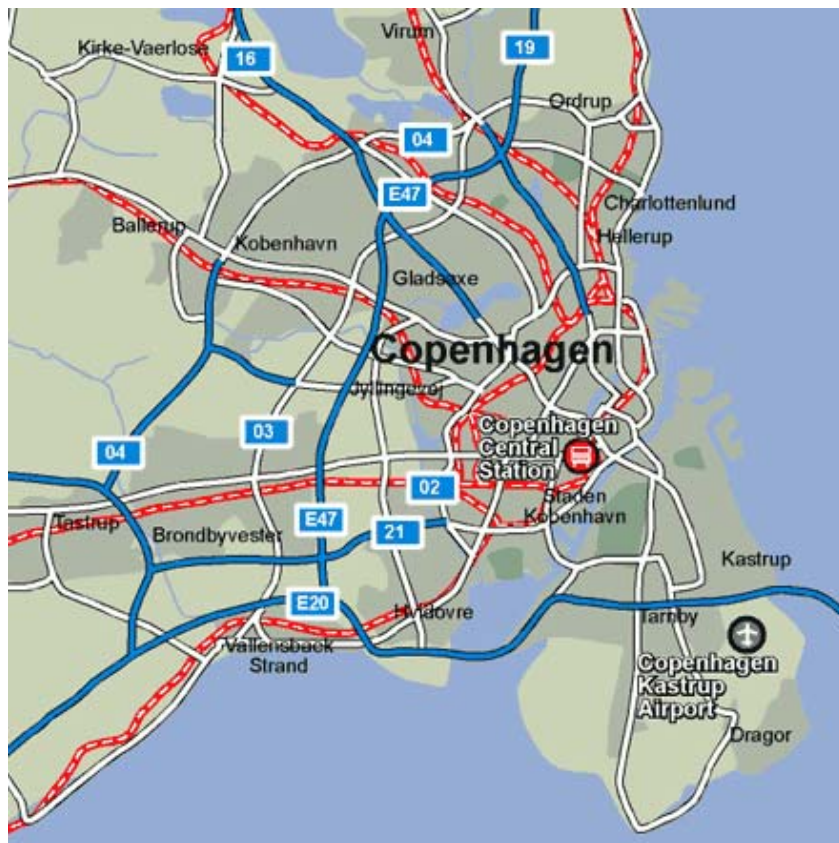 Virum
19
Kirke-Vaerlose
16
Ordrup
04
E47
Charlottenlund
Ballerup
Hellerup
Kobenhavn
Gladsaxe
Copenhagen
Jyllingevej
Copenhagen
Central
Station
03
04
02
Staden
Kobenhavn
Tastrup
E47
Brondbyvester
21
Kastrup
E20
Hvidovre
Tarnby
Vallensback
Strand
Copenhagen
Kastrup
Airport
Dragor